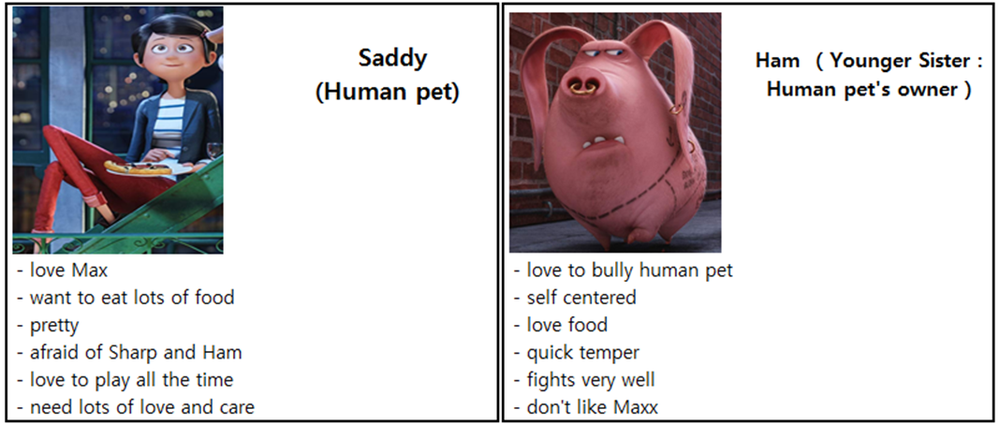 Saddy
(Human pet)
- love Max
- want to eat lots of food
- pretty
- afraid of Sharp and Ham
- love to play all the time
- need lots of love and care
Ham ( Younger Sister :
Human pet's owner )
- love to bully human pet
- self centered
- love food
- quick temper
- fights very well
- don't like Maxx